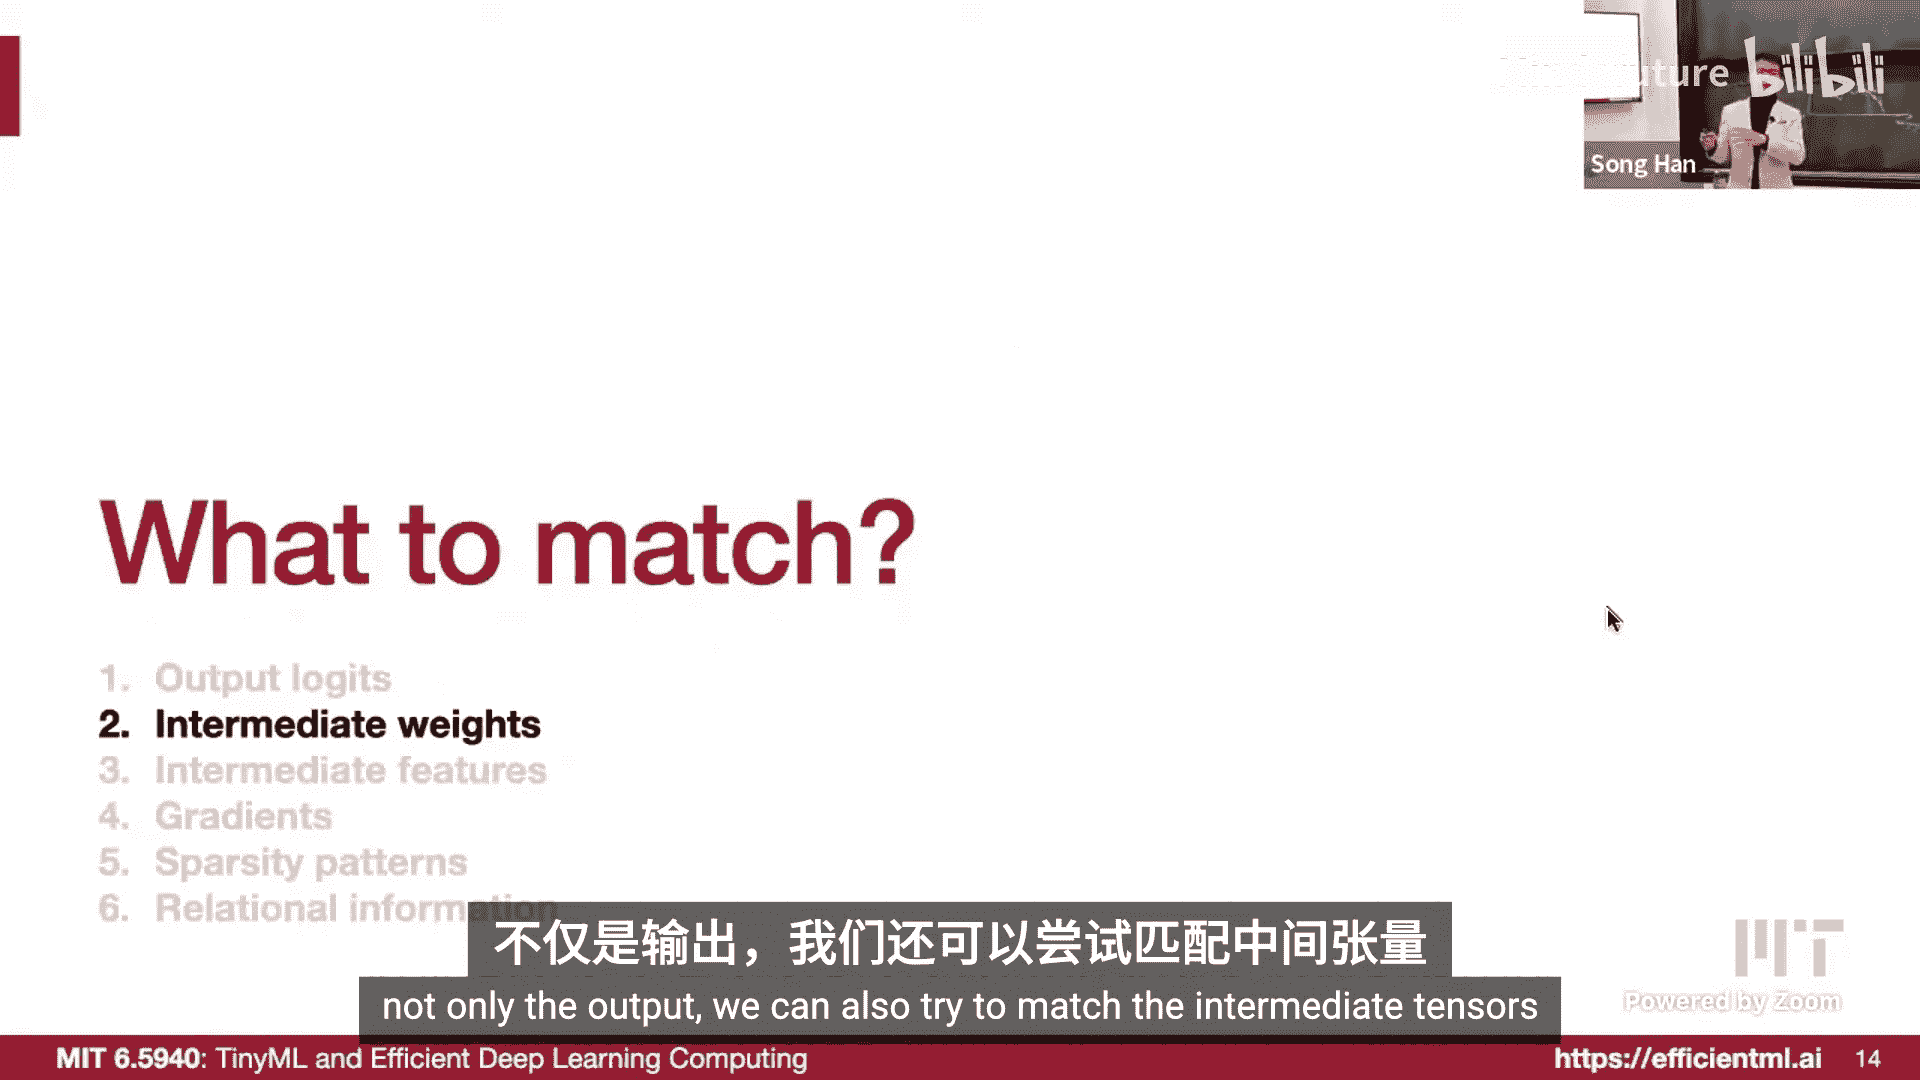 uture bilibili
Song Han
What to match?
1. Output logits
2. Intermediate weights
3. Intermediate features
4. Gradients
5. Sparsity patterns
6. Relational information
不仅是输出，我们还可以尝试匹配中间张量
not only the output, we can also try to match the intermediate tensors
MIT
Powered by Zoom
MIT 6.5940: TinyML and Efficient Deep Learning Computing
https://efficientml.ai 14